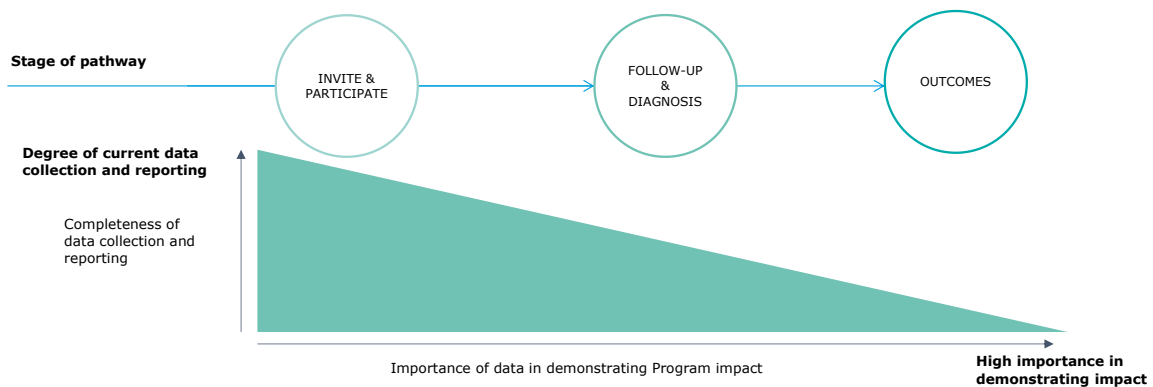 Stage of pathway
INVITE &
PARTICIPATE
FOLLOW-UP
&
DIAGNOSIS
OUTCOMES
Degree of current data
collection and reporting
Completeness of
data collection and
reporting
Importance of data in demonstrating Program impact
High importance in
demonstrating impact